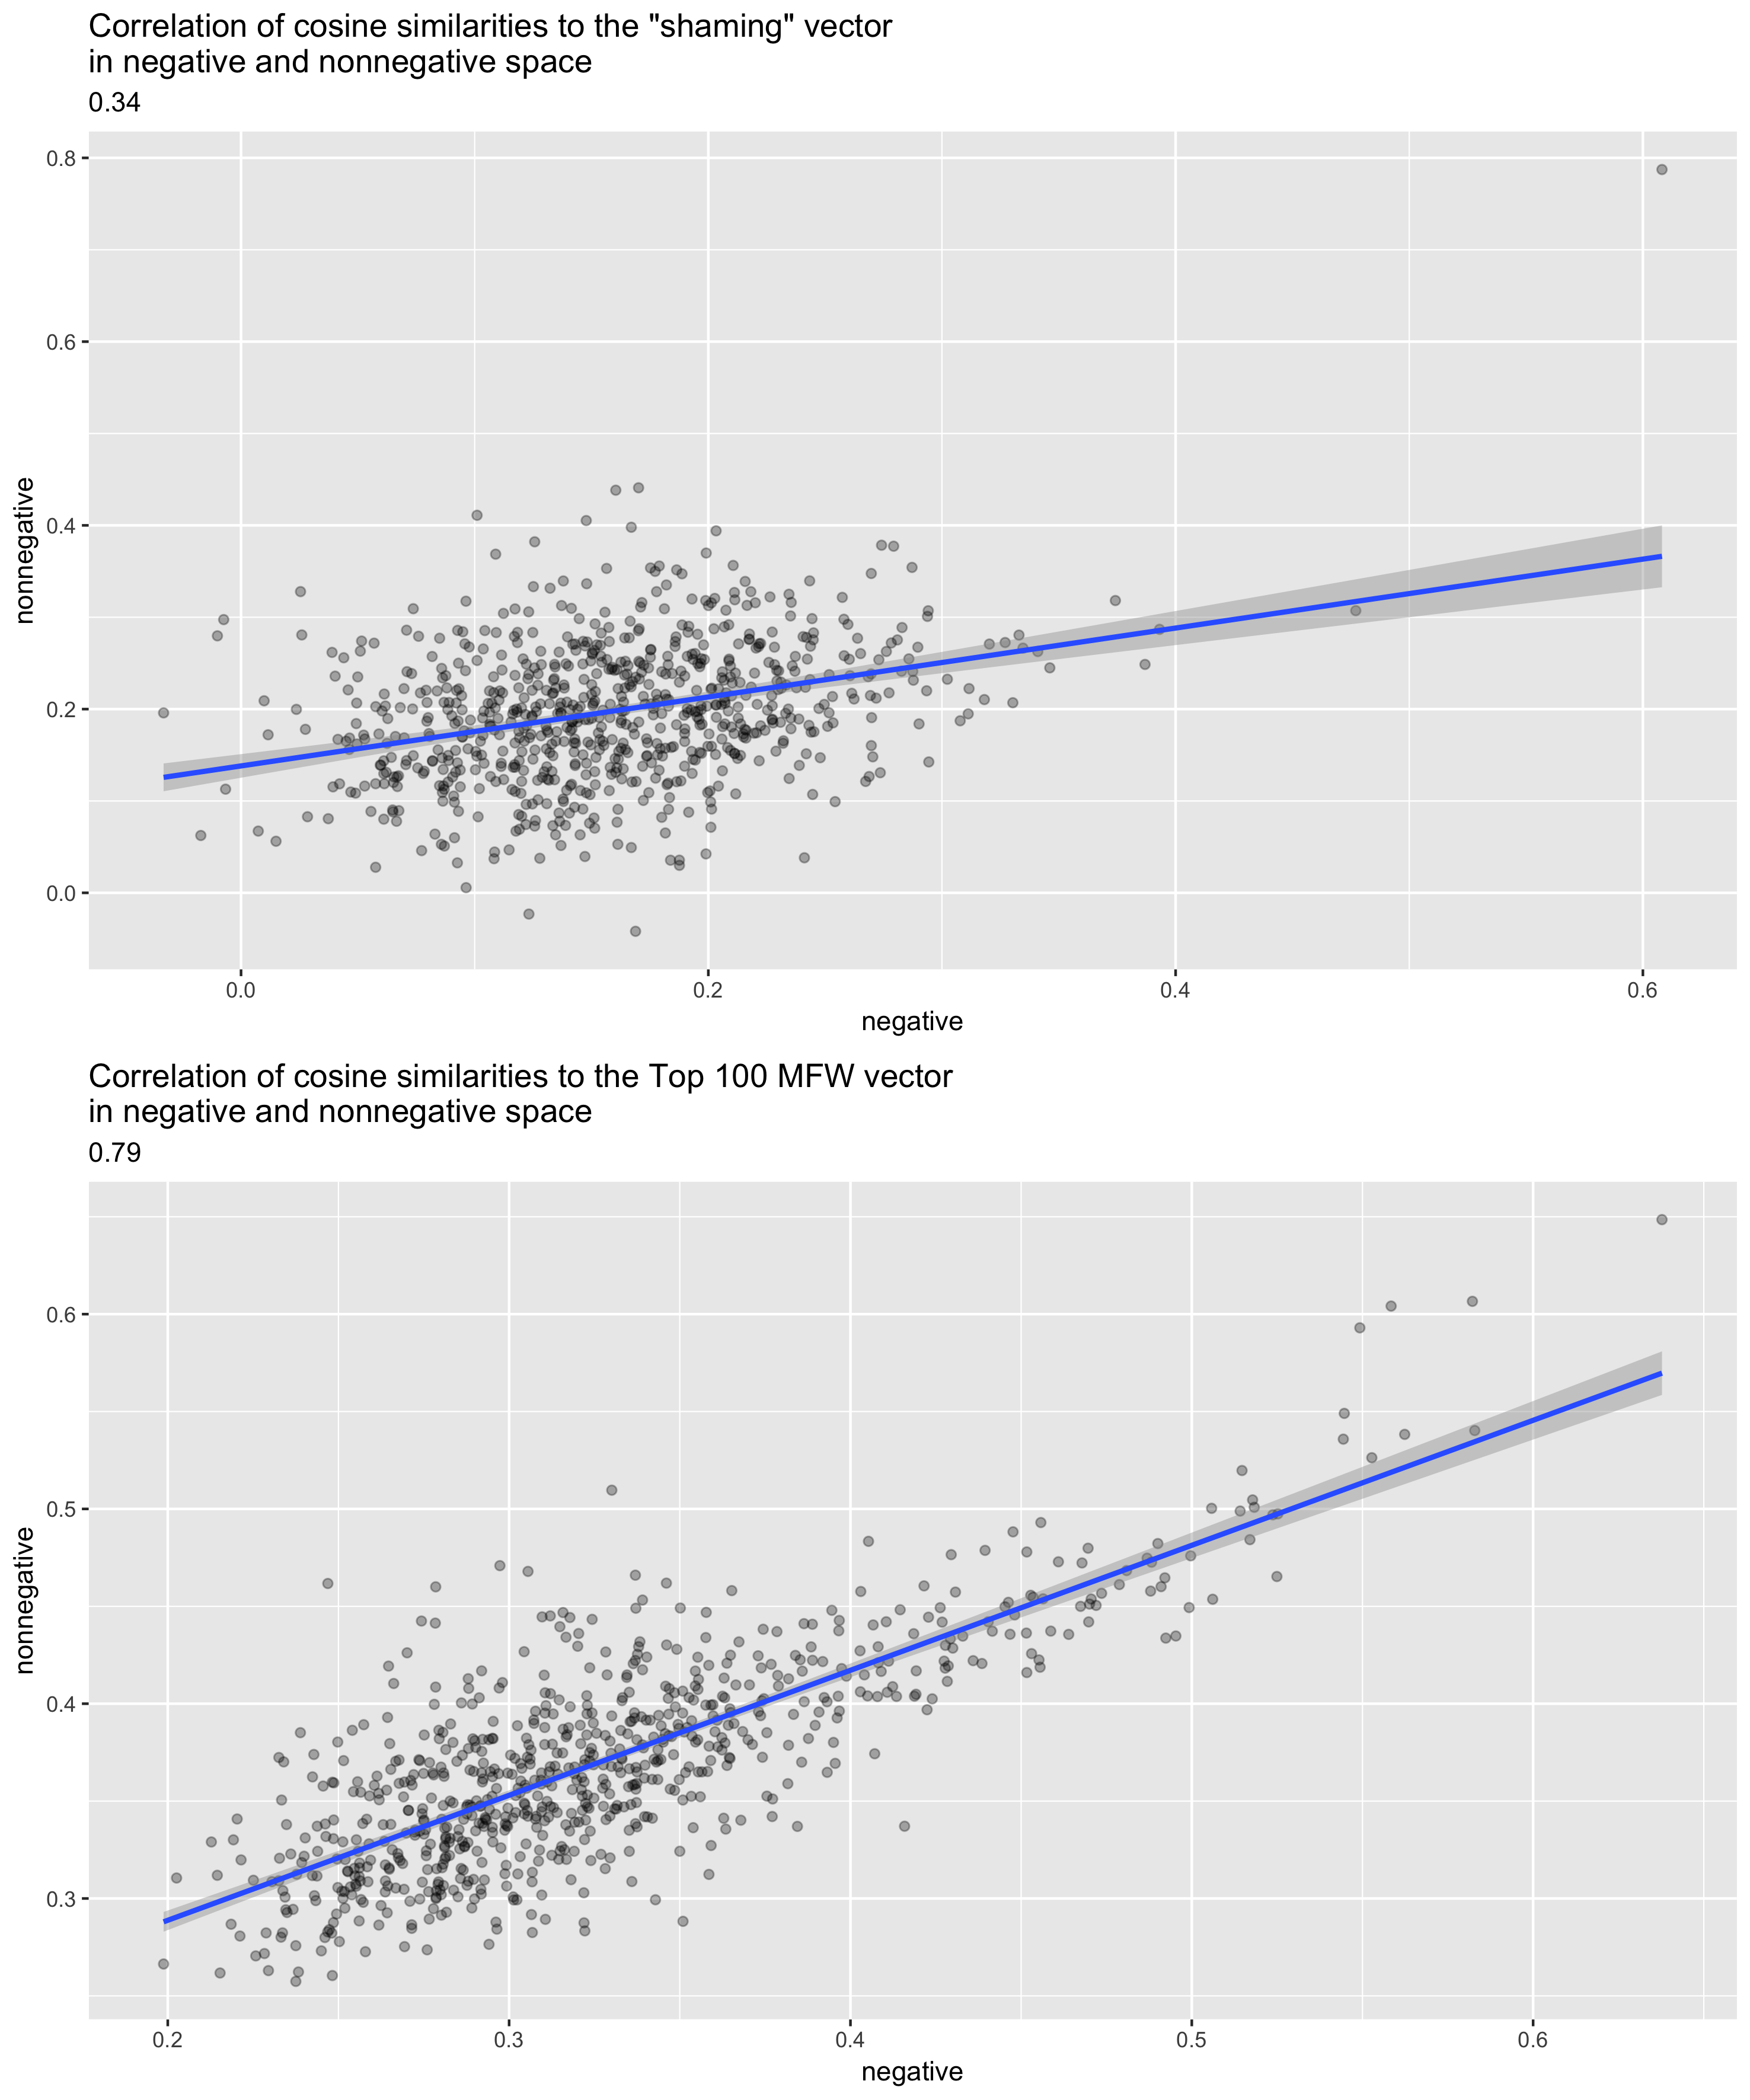 Correlation of cosine similarities to the "shaming" vector
in negative and nonnegative space
0.34
0.8
0.6
0.4
0.2
0.0
nonnegative
0.0 0.2 0.4 0.6
negative
Correlation of cosine similarities to the Top 100 MFW vector
in negative and nonnegative space
0.79
0.6
0.5
0.4
0.3
nonnegative
0.2 0.3 0.4 0.5 0.6
negative